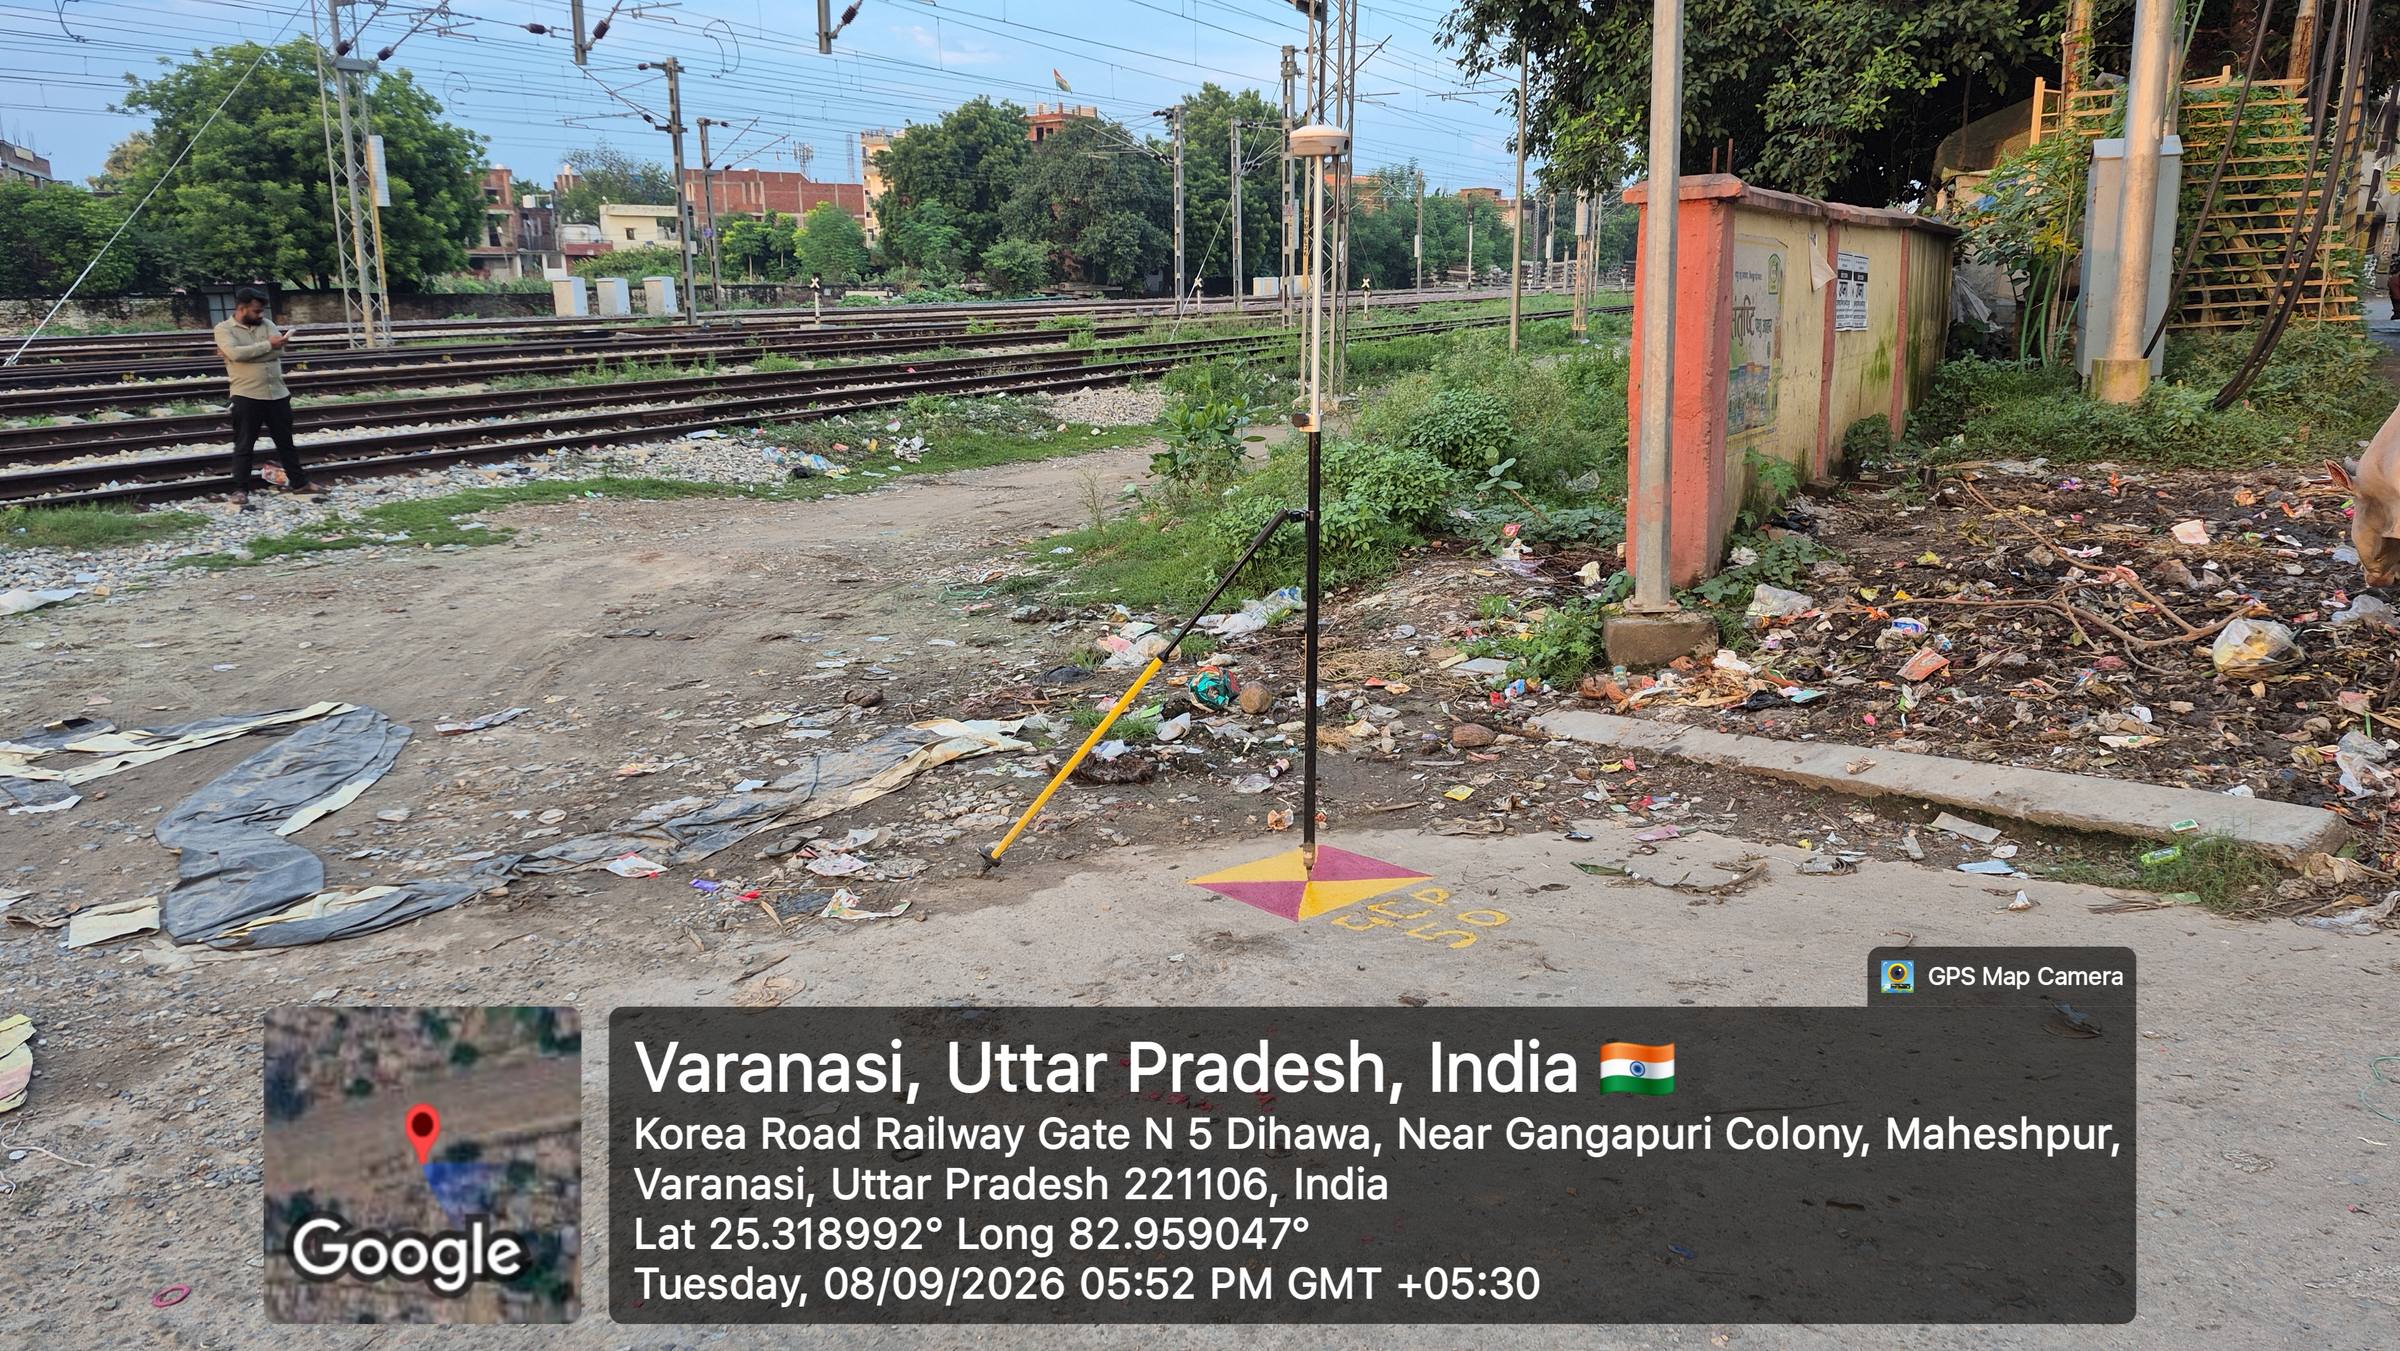 संतुष्टि पशु आहार
GPS Map Camera
Varanasi, Uttar Pradesh, India
Korea Road Railway Gate N 5 Dihawa, Near Gangapuri Colony, Maheshpur,
Varanasi, Uttar Pradesh 221106, India
Lat 25.318992° Long 82.959047°
Tuesday, 08/09/2026 05:52 PM GMT +05:30
Google